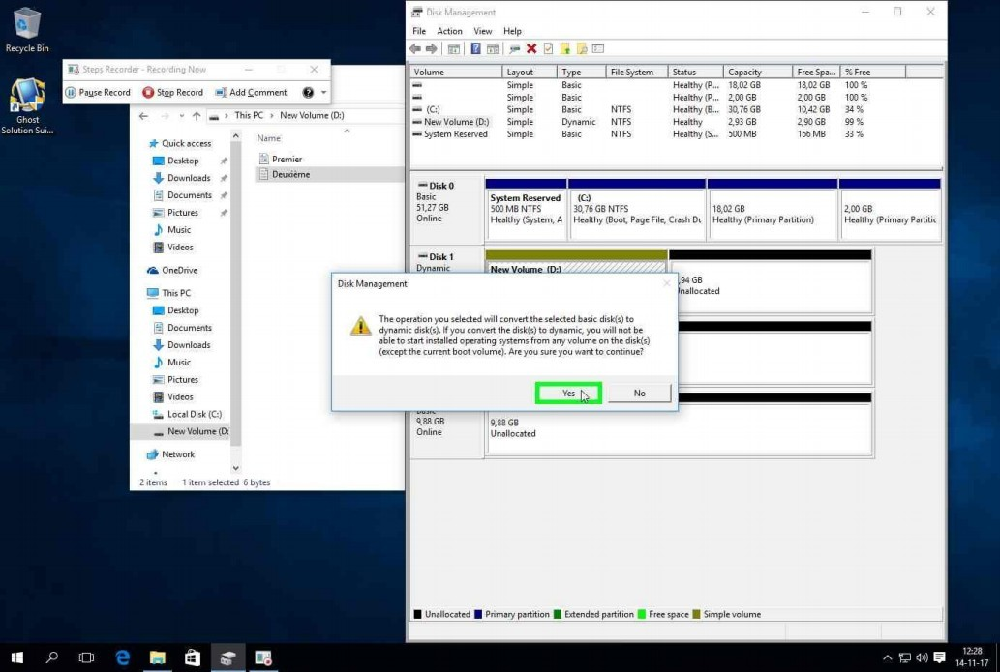 Disk Management
File Action View Help
Recycle Bin
Ghost
Solution Sui...
Steps Recorder - Recording Now
Pause Record Stop Record Add Comment
This PC > New Volume (D:)
Quick access
Desktop
Downloads
Documents
Pictures
Music
Videos
OneDrive
This PC
Desktop
Documents
Downloads
Music
Pictures
Videos
Local Disk (C:)
New Volume (D:
Network
Name
Premier
Deuxième
2 items 1 item selected 6 bytes
Volume Layout Type File System Status Capacity Free Spa... % Free
Simple Basic Healthy (P... 18,02 GB 18,02 GB 100 %
Simple Basic Healthy (P... 2,00 GB 2,00 GB 100 %
(C:) Simple Basic NTFS Healthy (B... 30,76 GB 10,42 GB 34 %
New Volume (D:) Simple Dynamic NTFS Healthy 2,93 GB 2,90 GB 99 %
System Reserved Simple Basic NTFS Healthy (S... 500 MB 166 MB 33 %
Disk 0
Basic
51,27 GB
Online
System Reserved
500 MB NTFS
Healthy (System, A
(C:)
30,76 GB NTFS
Healthy (Boot, Page File, Crash Du
18,02 GB
Healthy (Primary Partition)
2,00 GB
Healthy (Primary Partitic
Disk 1
Dynamic
New Volume (D:)
,94 GB
Unallocated
Disk Management
The operation you selected will convert the selected basic disk(s) to
dynamic disk(s). If you convert the disk(s) to dynamic, you will not be
able to start installed operating systems from any volume on the disk(s)
(except the current boot volume). Are you sure you want to continue?
Yes No
Basic
9,88 GB
Online
9,88 GB
Unallocated
Unallocated Primary partition Extended partition Free space Simple volume
12:28
14-11-17